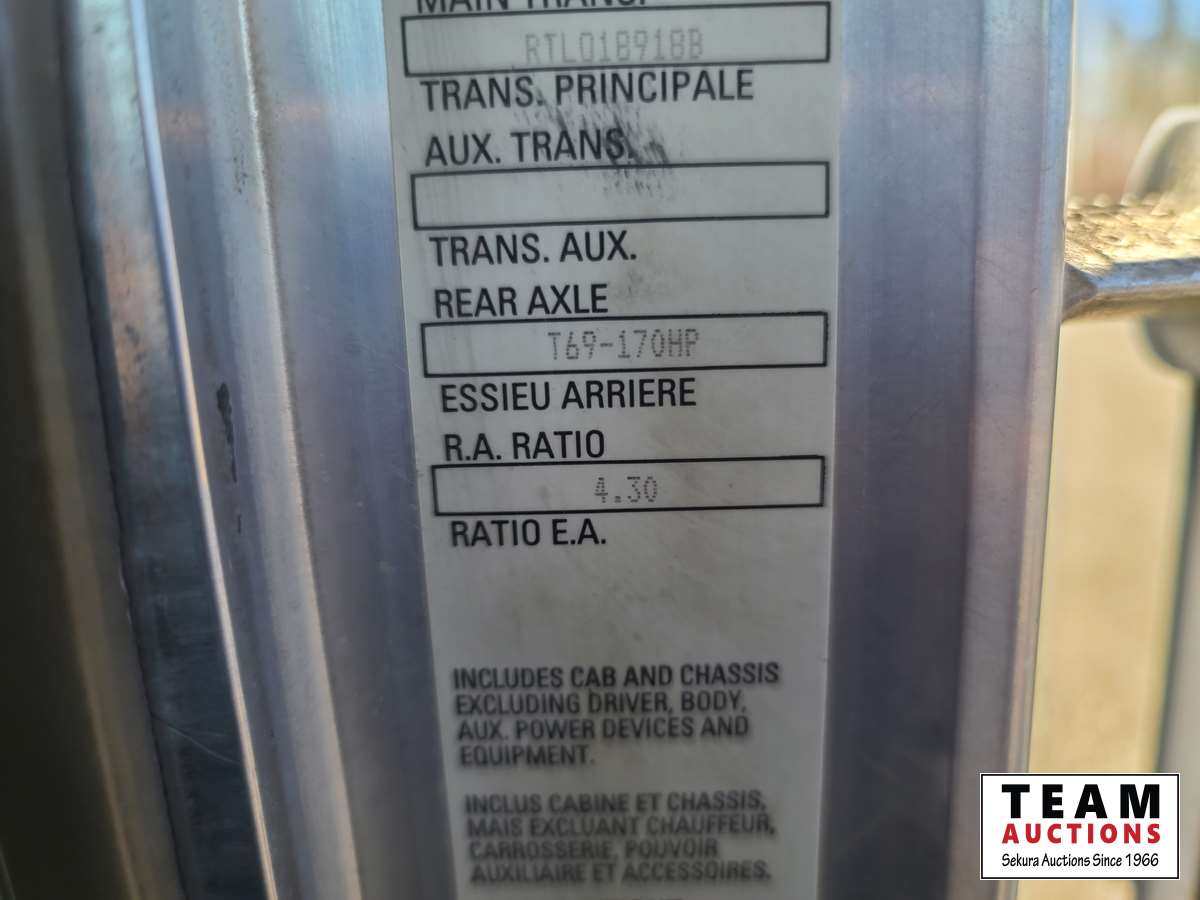 MAIN TRANS.
RTLO18918B
TRANS. PRINCIPALE
AUX. TRANS.
TRANS. AUX.
REAR AXLE
T69-170HP
ESSIEU ARRIERE
R.A. RATIO
4.30
RATIO E.A.
INCLUDES CAB AND CHASSIS
EXCLUDING DRIVER, BODY,
AUX. POWER DEVICES AND
EQUIPMENT.
INCLUS CABINE ET CHASSIS,
MAIS EXCLUANT CHAUFFEUR,
CARROSSERIE, POUVOIR
AUXILIAIRE ET ACCESSOIRES.
TEAM
AUCTIONS
Sekura Auctions Since 1966